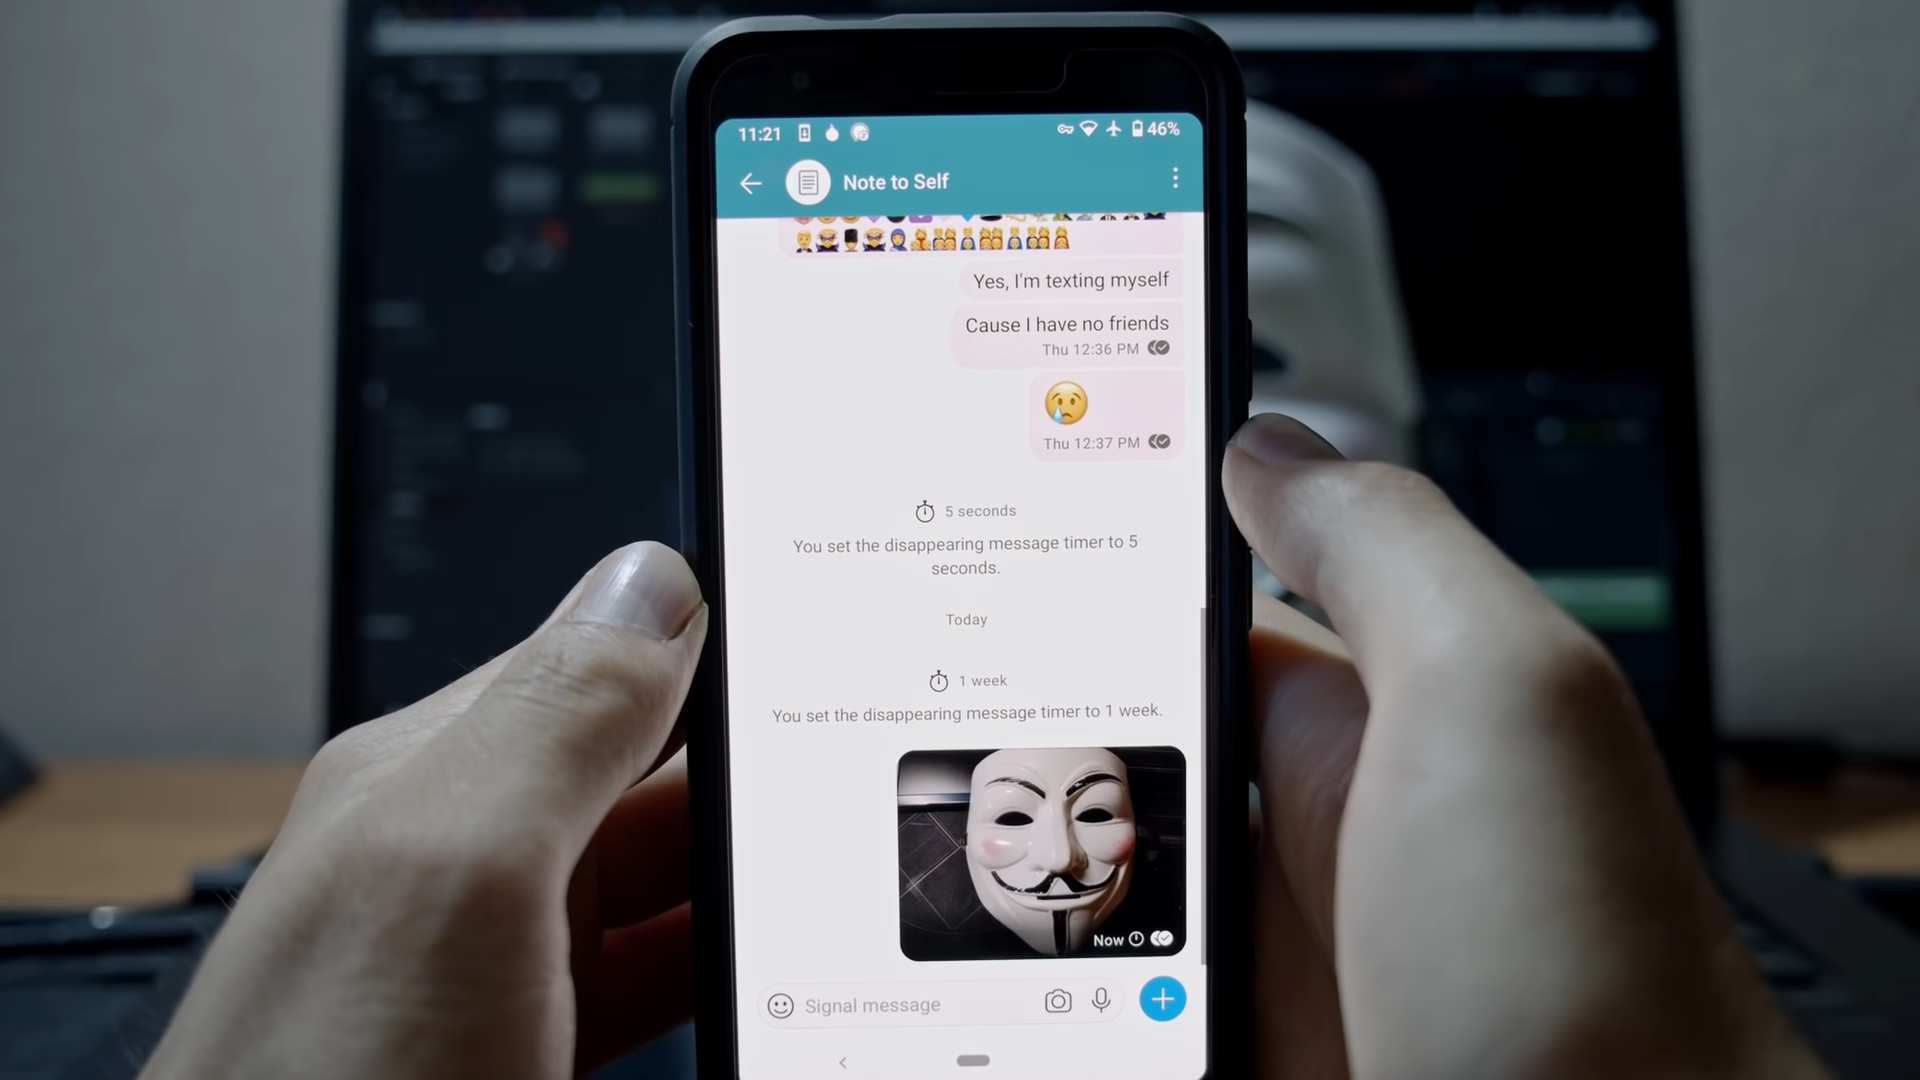 11:21 46%
Note to Self
Yes, I'm texting myself
Cause I have no friends
Thu 12:36 PM
Thu 12:37 PM
5 seconds
You set the disappearing message timer to 5
seconds.
Today
1 week
You set the disappearing message timer to 1 week.
Now
Signal message